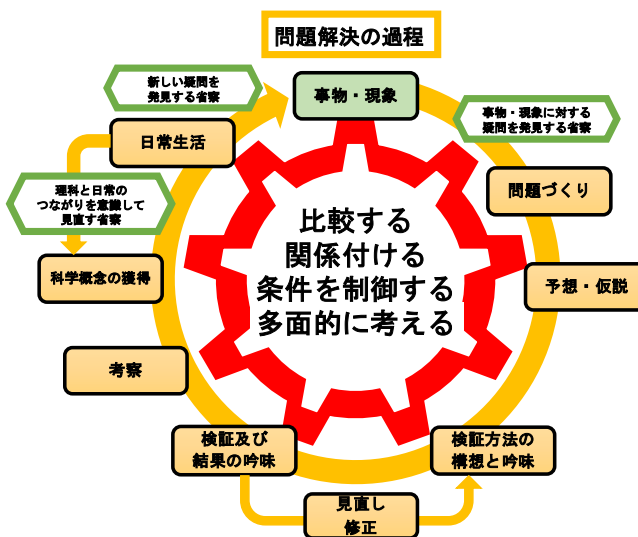 問題解決の過程
新しい疑問を
発見する省察
事物・現象
事物・現象に対する
疑問を発見する省察
日常生活
問題づくり
理科と日常の
つながりを意識して
見直す省察
比較する
関係付ける
条件を制御する
多面的に考える
科学概念の獲得
予想・仮説
考察
検証及び
結果の吟味
検証方法の
構想と吟味
見直し
修正